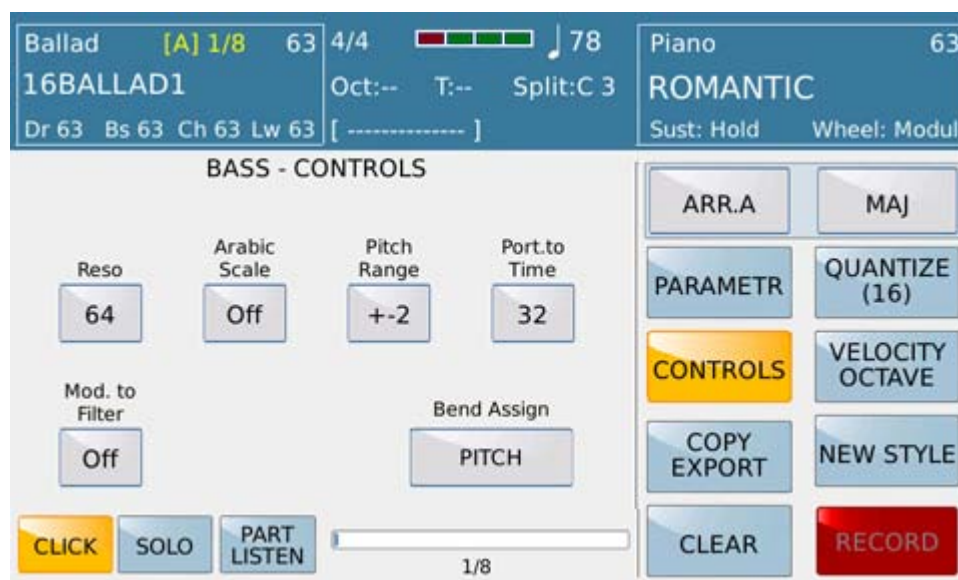 Ballad [A] 1/8 63
16BALLAD1
Dr 63 Bs 63 Ch 63 Lw 63
4/4 78
Oct:-- T:-- Split:C 3
[ -------------- ]
Piano 63
ROMANTIC
Sust: Hold Wheel: Modul
BASS - CONTROLS
Reso
64
Arabic
Scale
Off
Pitch
Range
+-2
Port.to
Time
32
Mod. to
Filter
Off
Bend Assign
PITCH
CLICK
SOLO
PART
LISTEN
1/8
ARR.A
MAJ
PARAMETR
QUANTIZE
(16)
CONTROLS
VELOCITY
OCTAVE
COPY
EXPORT
NEW STYLE
CLEAR
RECORD